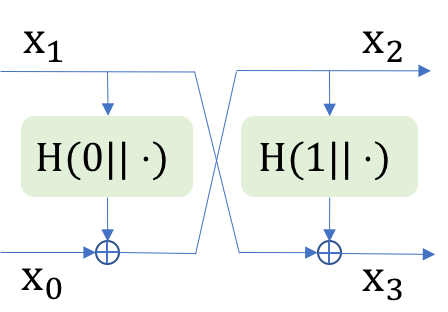 x₁ x₂
H(0|| ·) H(1|| ·)
x₀ x₃